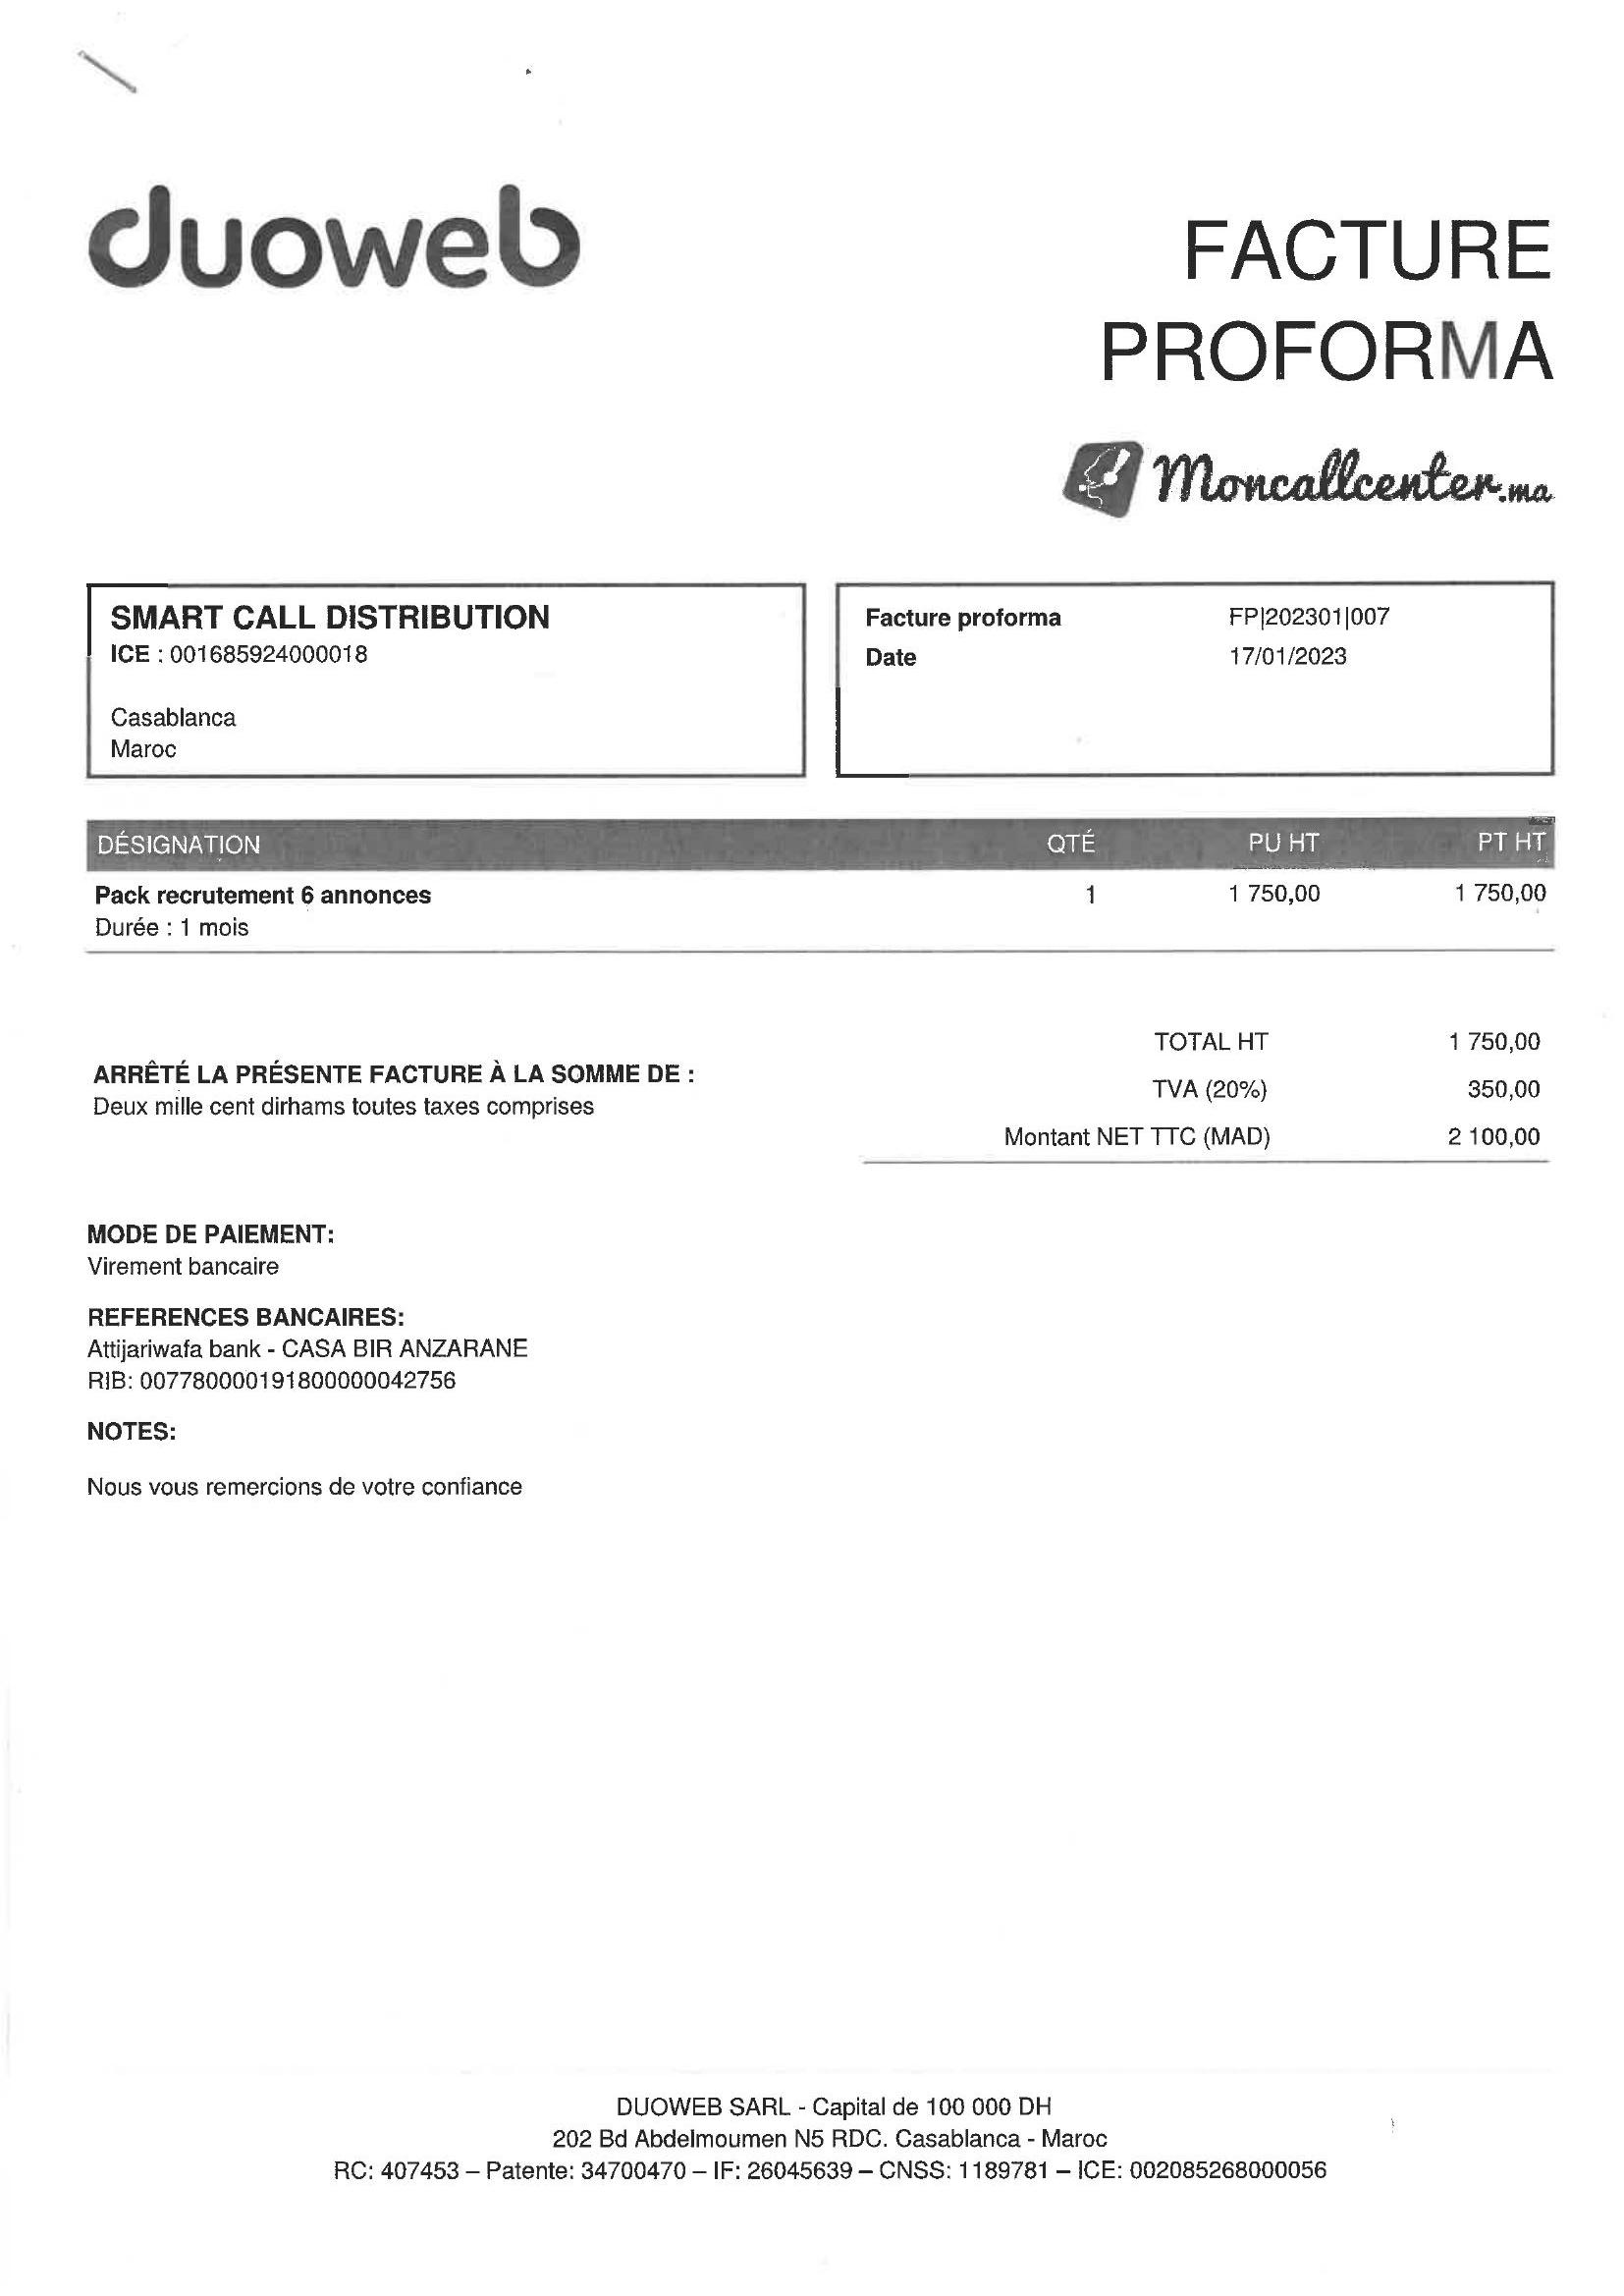 duoweb
FACTURE
PROFORMA
Moncallcenter.ma
SMART CALL DISTRIBUTION
ICE : 001685924000018
Casablanca
Maroc
Facture proforma FP|202301|007
Date 17/01/2023
DÉSIGNATION QTÉ PU HT PT HT
Pack recrutement 6 annonces 1 1 750,00 1 750,00
Durée : 1 mois
TOTAL HT 1 750,00
ARRÊTÉ LA PRÉSENTE FACTURE À LA SOMME DE :
TVA (20%) 350,00
Deux mille cent dirhams toutes taxes comprises
Montant NET TTC (MAD) 2 100,00
MODE DE PAIEMENT:
Virement bancaire
REFERENCES BANCAIRES:
Attijariwafa bank - CASA BIR ANZARANE
RIB: 007780000191800000042756
NOTES:
Nous vous remercions de votre confiance
DUOWEB SARL - Capital de 100 000 DH
202 Bd Abdelmoumen N5 RDC. Casablanca - Maroc
RC: 407453 – Patente: 34700470 – IF: 26045639 – CNSS: 1189781 – ICE: 002085268000056